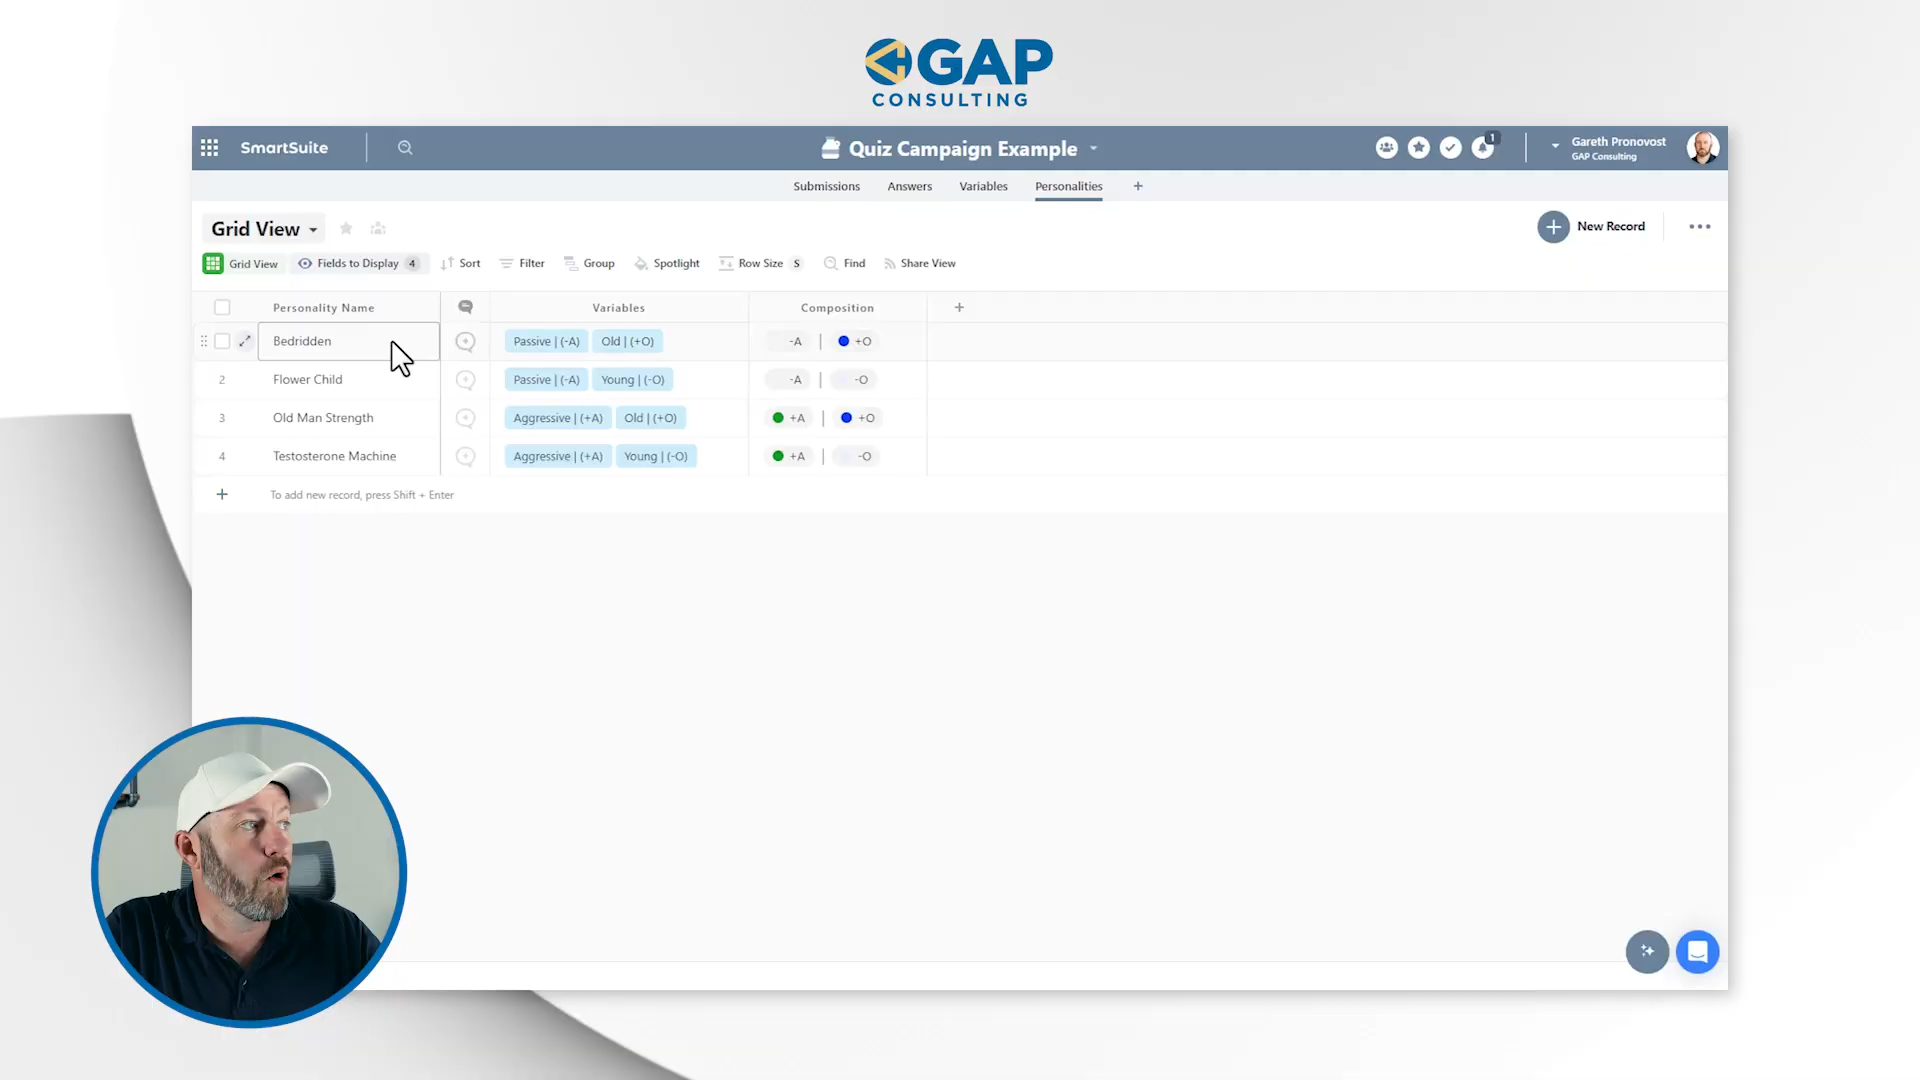 GAP
CONSULTING
SmartSuite
Quiz Campaign Example
1
Gareth Pronovost
GAP Consulting
Submissions Answers Variables Personalities +
Grid View
New Record
Grid View Fields to Display 4 Sort Filter Group Spotlight Row Size S Find Share View
Personality Name Variables Composition +
Bedridden Passive | (-A) Old | (+O) -A | +O
2 Flower Child Passive | (-A) Young | (-O) -A | -O
3 Old Man Strength Aggressive | (+A) Old | (+O) +A | +O
4 Testosterone Machine Aggressive | (+A) Young | (-O) +A | -O
+ To add new record, press Shift + Enter